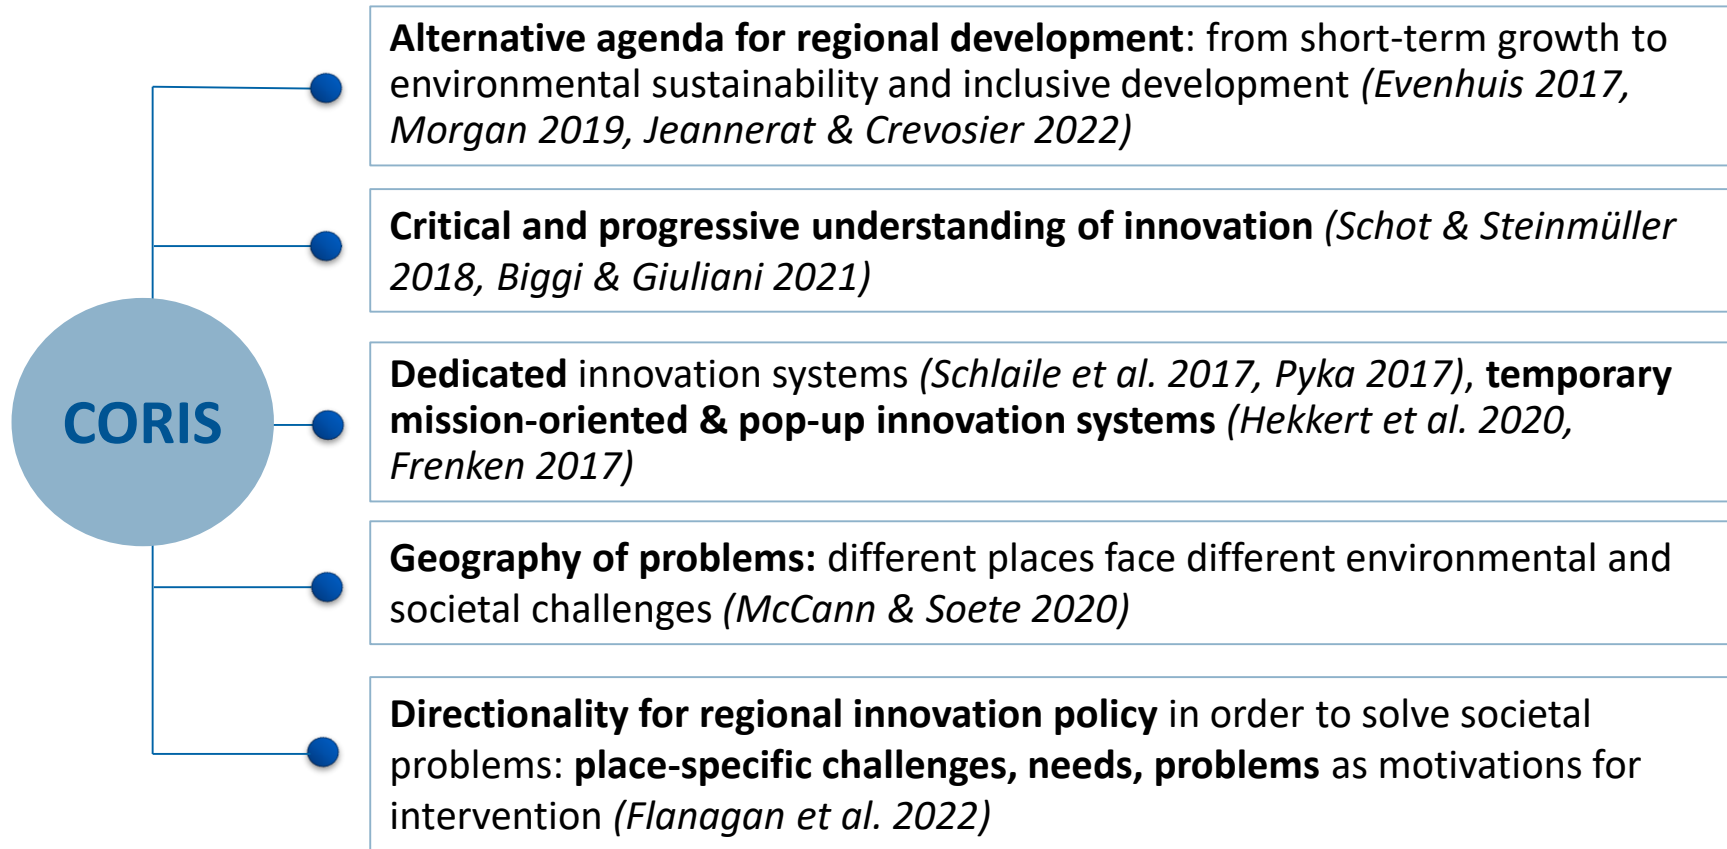 Alternative agenda for regional development: from short-term growth to
environmental sustainability and inclusive development (Evenhuis 2017,
Morgan 2019, Jeannerat & Crevosier 2022)
Critical and progressive understanding of innovation (Schot & Steinmüller
2018, Biggi & Giuliani 2021)
CORIS
Dedicated innovation systems (Schlaile et al. 2017, Pyka 2017), temporary
mission-oriented & pop-up innovation systems (Hekkert et al. 2020,
Frenken 2017)
Geography of problems: different places face different environmental and
societal challenges (McCann & Soete 2020)
Directionality for regional innovation policy in order to solve societal
problems: place-specific challenges, needs, problems as motivations for
intervention (Flanagan et al. 2022)